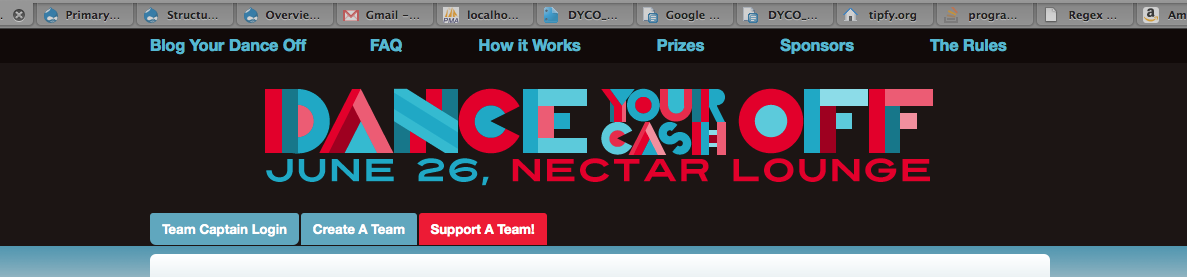 Primary... Structu... Overvie... Gmail –... localho... DYCO_... Google ... DYCO_... tipfy.org progra... Regex ... Am
Blog Your Dance Off FAQ How it Works Prizes Sponsors The Rules
DANCE YOUR CASH OFF
JUNE 26, NECTAR LOUNGE
Team Captain Login Create A Team Support A Team!